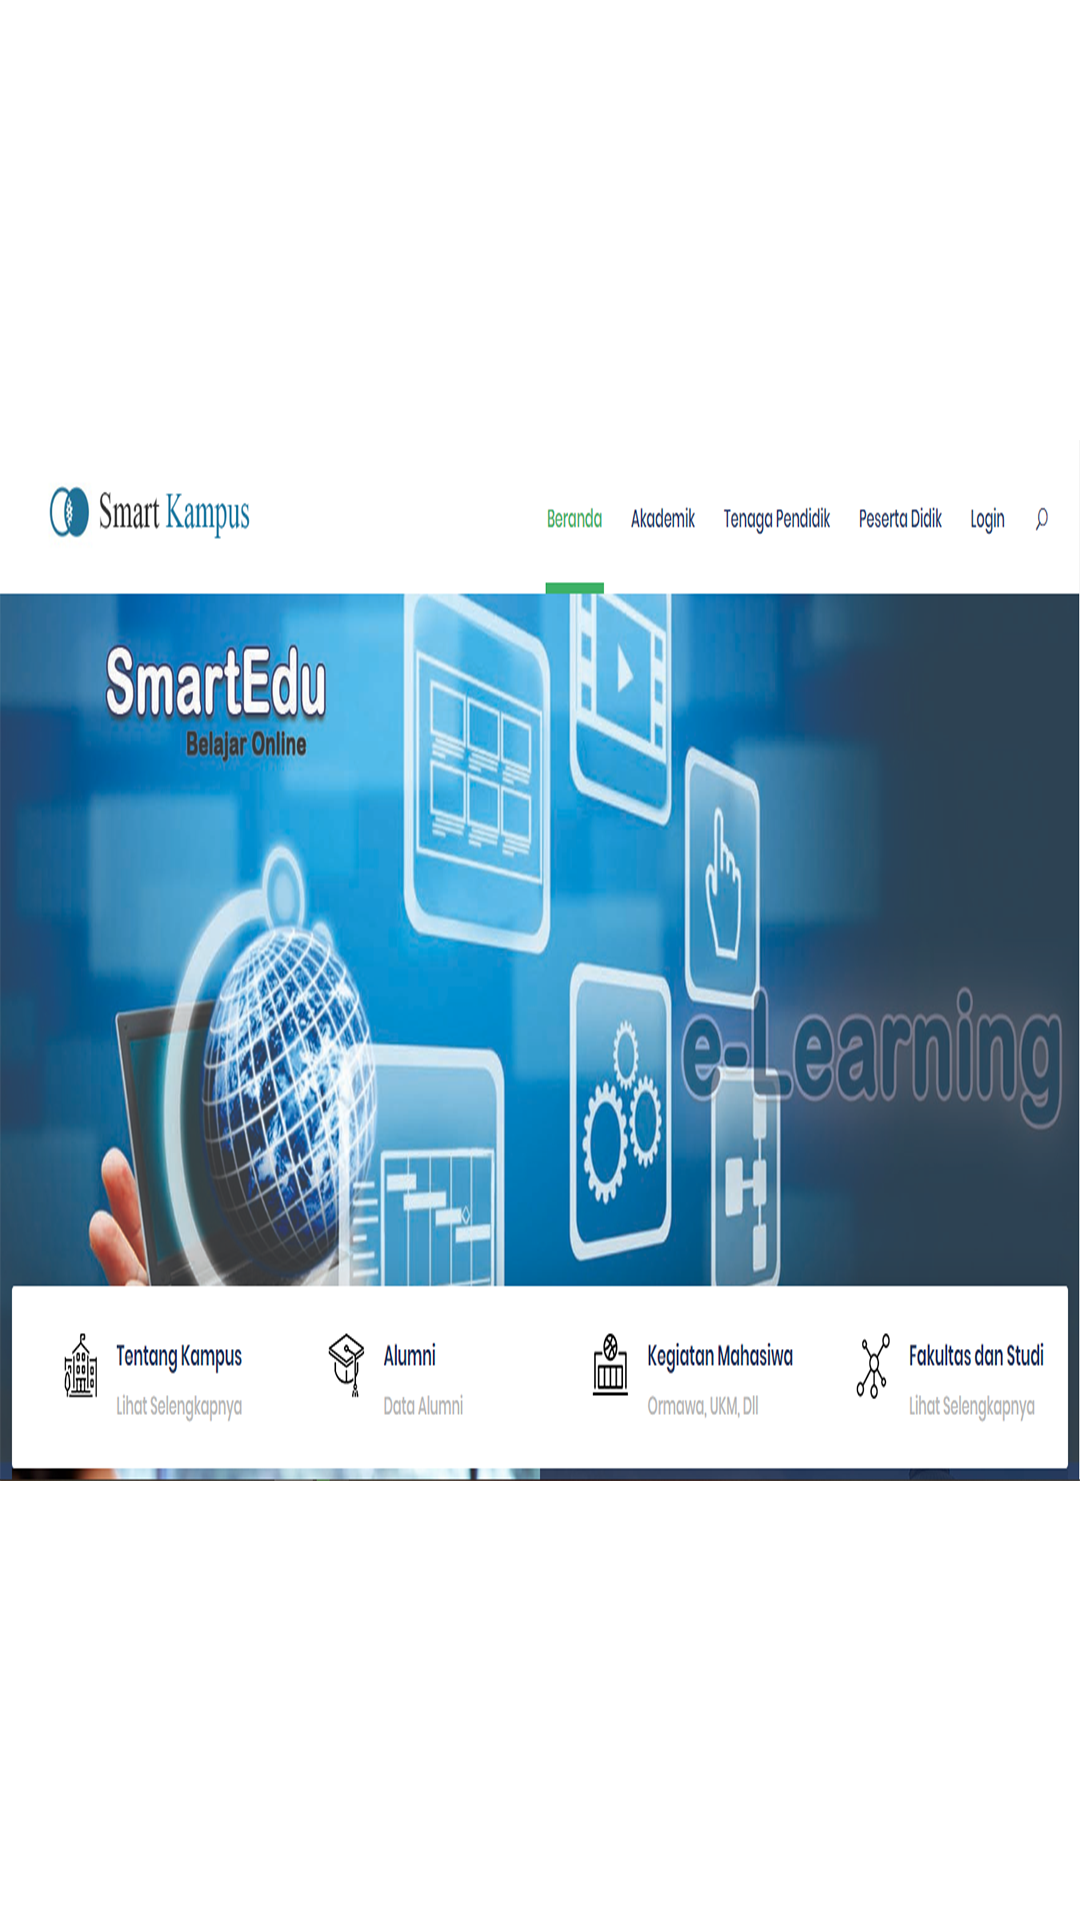 Smart Kampus
Beranda Akademik Tenaga Pendidik Peserta Didik Login
SmartEdu
Belajar Online
e-Learning
Tentang Kampus
Lihat Selengkapnya
Alumni
Data Alumni
Kegiatan Mahasiwa
Ormawa, UKM, Dll
Fakultas dan Studi
Lihat Selengkapnya